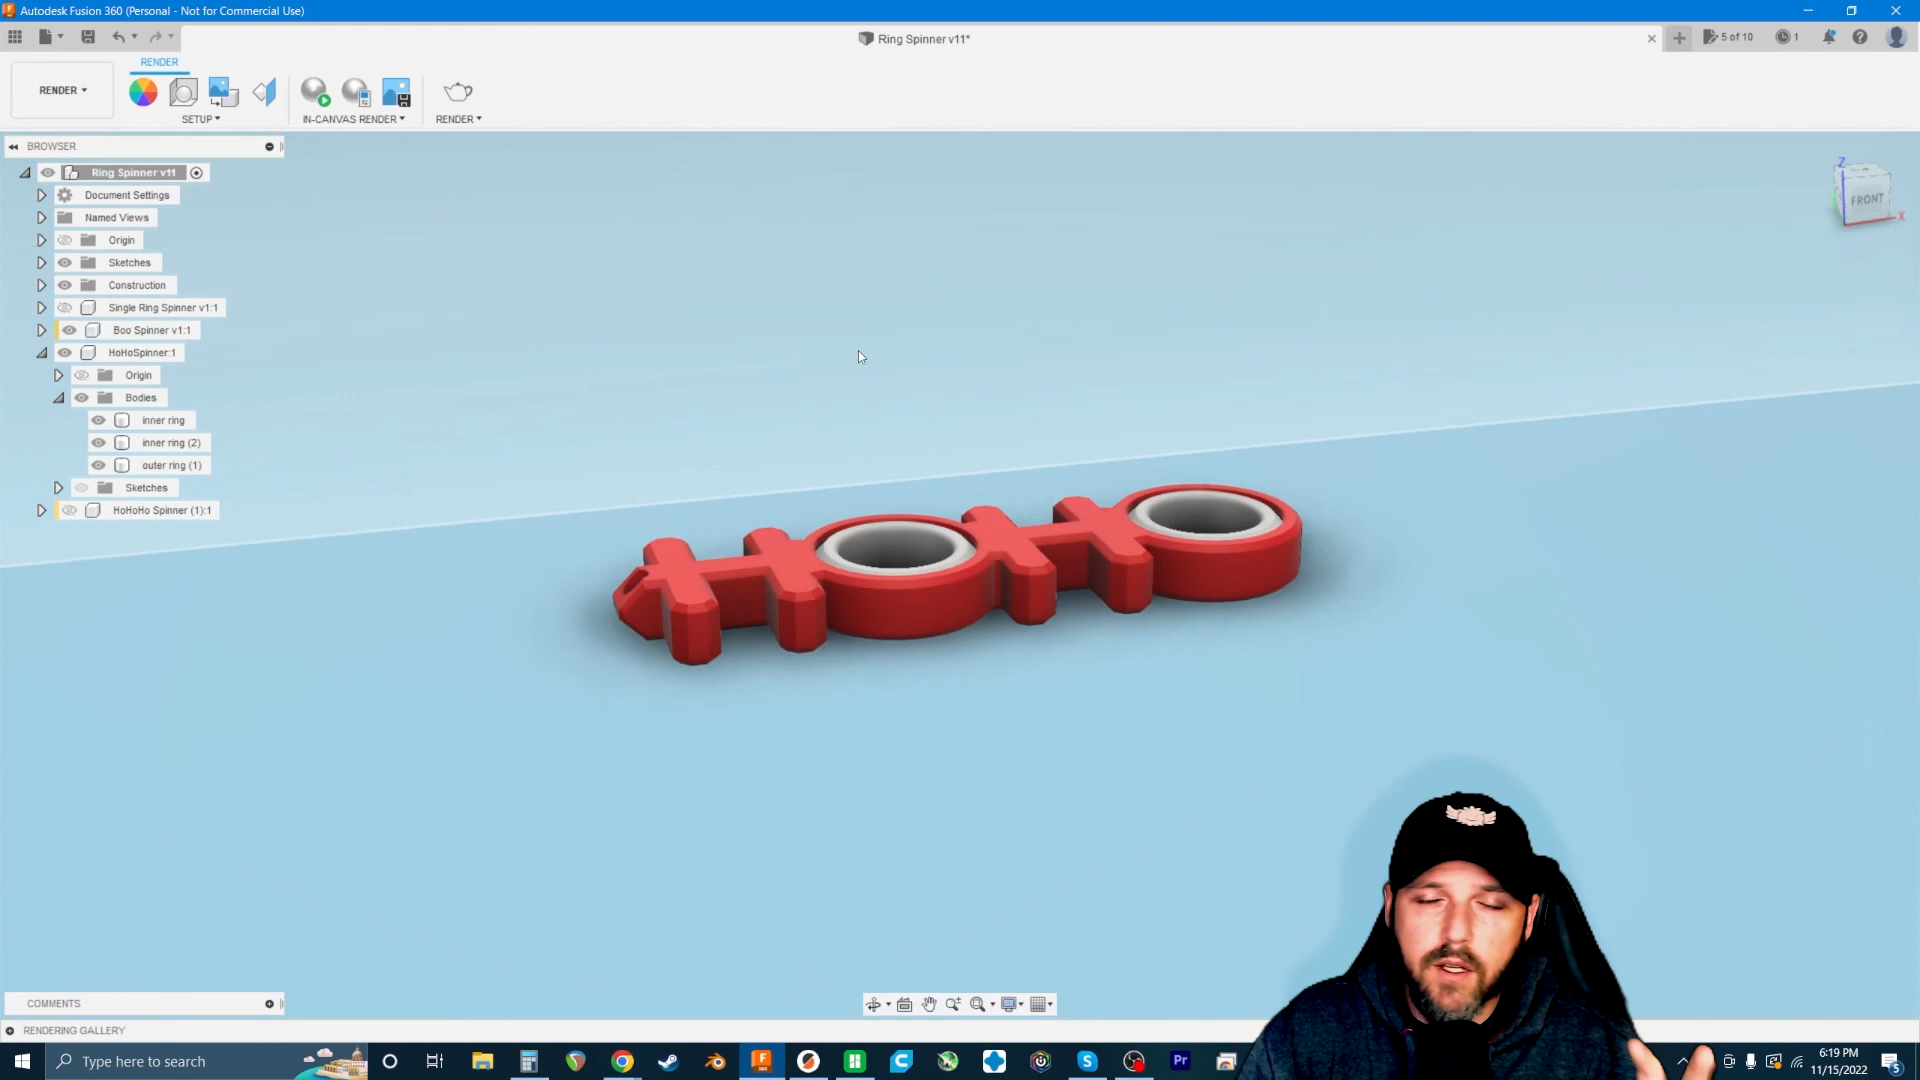 Autodesk Fusion 360 (Personal - Not for Commercial Use)
Ring Spinner v11*
5 of 10
1
RENDER
RENDER
SETUP
IN-CANVAS RENDER
RENDER
BROWSER
Ring Spinner v11
Document Settings
Named Views
Origin
Sketches
Construction
Single Ring Spinner v1:1
Boo Spinner v1:1
HoHoSpinner:1
Origin
Bodies
inner ring
inner ring (2)
outer ring (1)
Sketches
HoHoHo Spinner (1):1
Z
FRONT
X
COMMENTS
RENDERING GALLERY
Type here to search
Pr
6:19 PM
11/15/2022
5